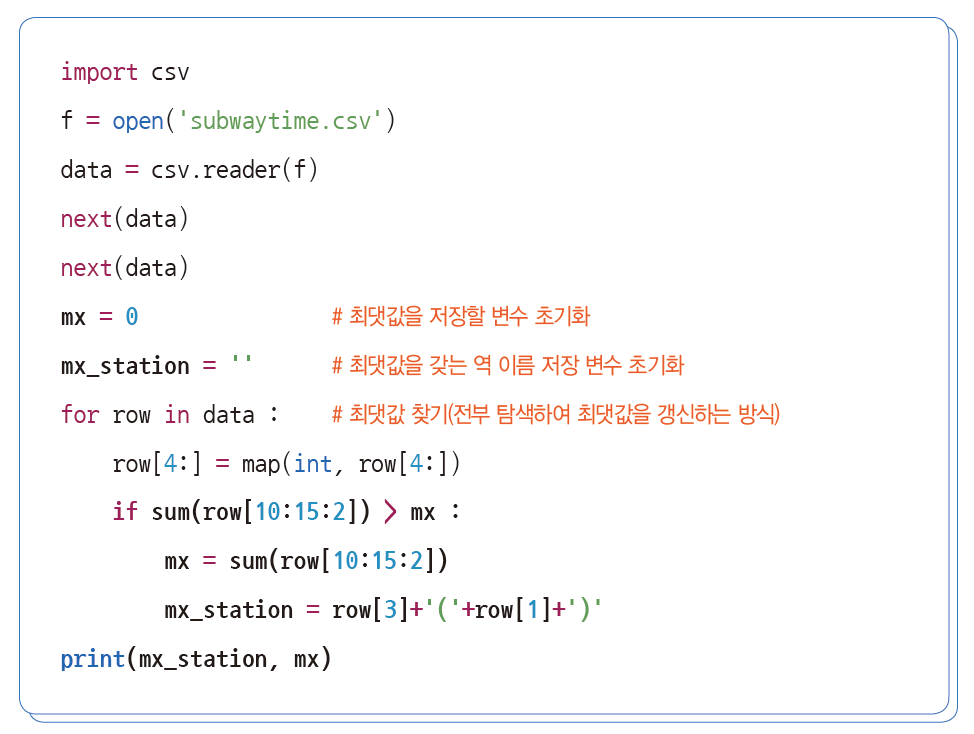 import csv
f = open('subwaytime.csv')
data = csv.reader(f)
next(data)
next(data)
mx = 0 # 최댓값을 저장할 변수 초기화
mx_station = '' # 최댓값을 갖는 역 이름 저장 변수 초기화
for row in data : # 최댓값 찾기(전부 탐색하여 최댓값을 갱신하는 방식)
    row[4:] = map(int, row[4:])
    if sum(row[10:15:2]) > mx :
        mx = sum(row[10:15:2])
        mx_station = row[3]+'('+row[1]+')'
print(mx_station, mx)